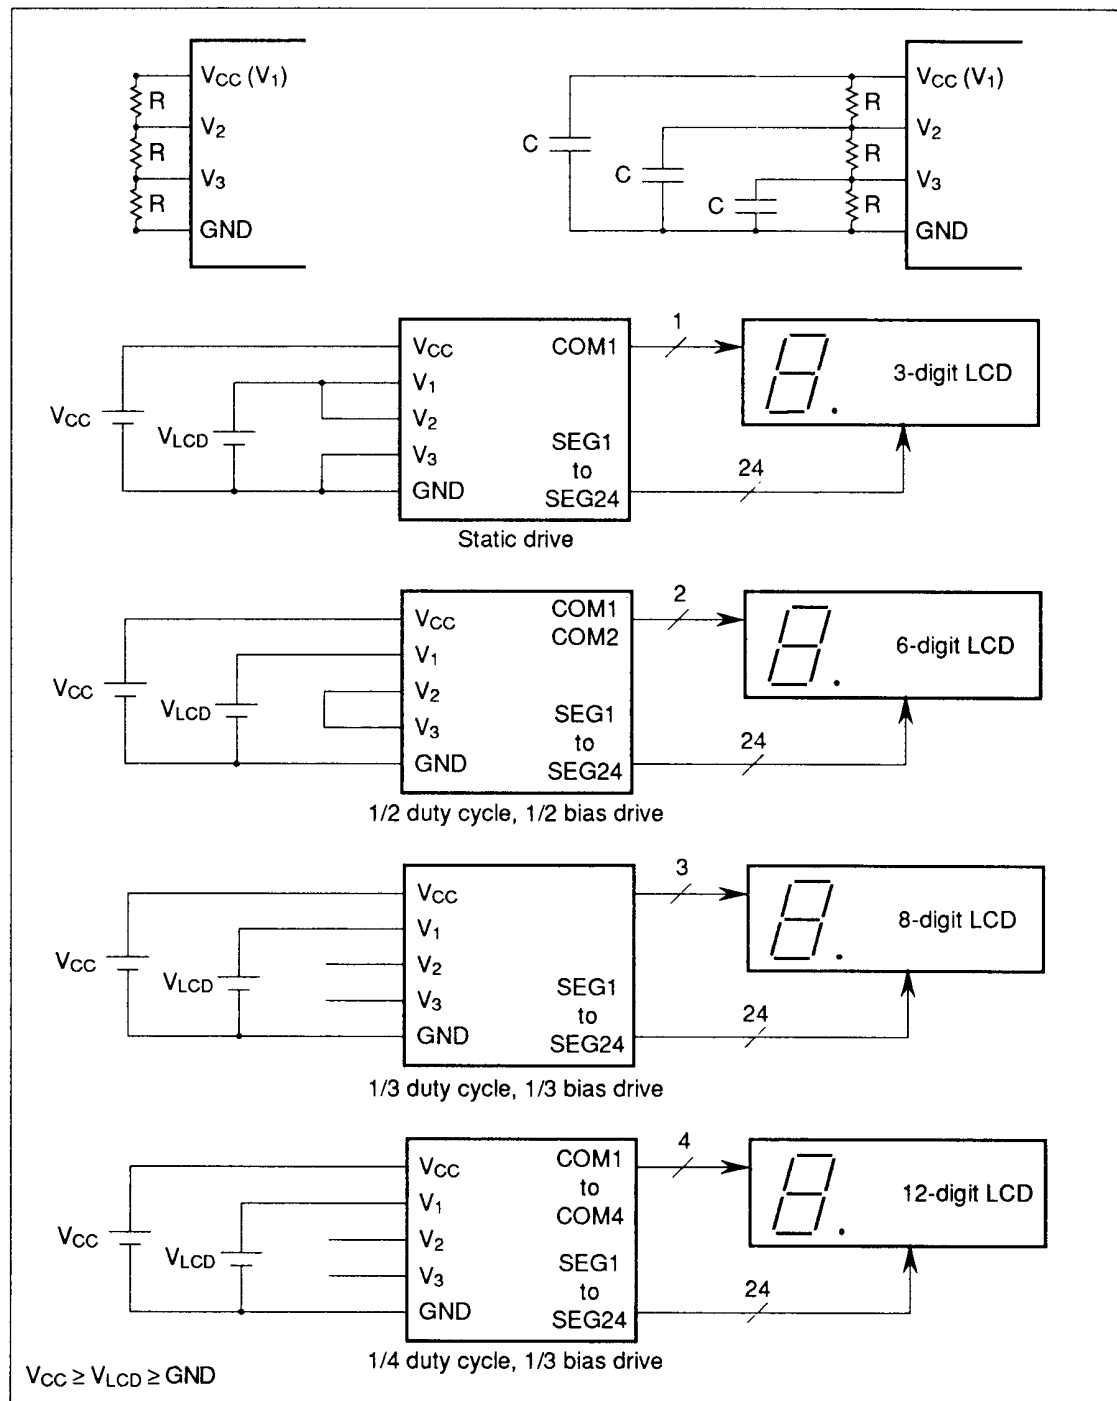 VCC (V1)
R
V2
R
V3
R
GND
VCC (V1)
R
C
V2
R
C
V3
C
R
GND
1
VCC
COM1
3-digit LCD
V1
VCC
V2
VLCD
SEG1
V3
to
24
GND
SEG24
Static drive
2
VCC
COM1
COM2
6-digit LCD
V1
VCC
V2
VLCD
SEG1
V3
to
24
GND
SEG24
1/2 duty cycle, 1/2 bias drive
3
VCC
8-digit LCD
V1
VCC
V2
VLCD
SEG1
V3
to
24
GND
SEG24
1/3 duty cycle, 1/3 bias drive
4
VCC
COM1
to
12-digit LCD
V1
COM4
VCC
V2
VLCD
SEG1
V3
to
24
GND
SEG24
1/4 duty cycle, 1/3 bias drive
VCC ≥ VLCD ≥ GND